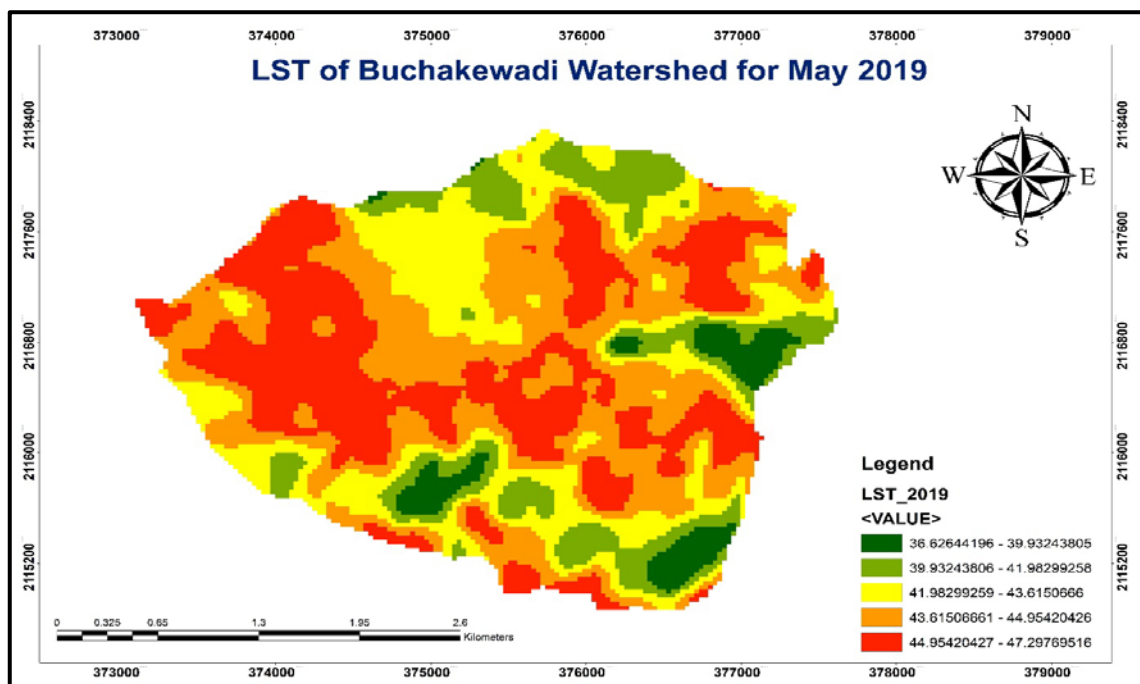 373000 374000 375000 376000 377000 378000 379000
LST of Buchakewadi Watershed for May 2019
2118400 2118400
N
W E
S
2117600 2117600
2116800 2116800
2116000 2116000
2115200 2115200
Legend
LST_2019
<VALUE>
36.62644196 - 39.93243805
39.93243806 - 41.98299258
41.98299259 - 43.6150666
43.61506661 - 44.95420426
44.95420427 - 47.29769516
0 0.325 0.65 1.3 1.95 2.6
Kilometers
373000 374000 375000 376000 377000 378000 379000